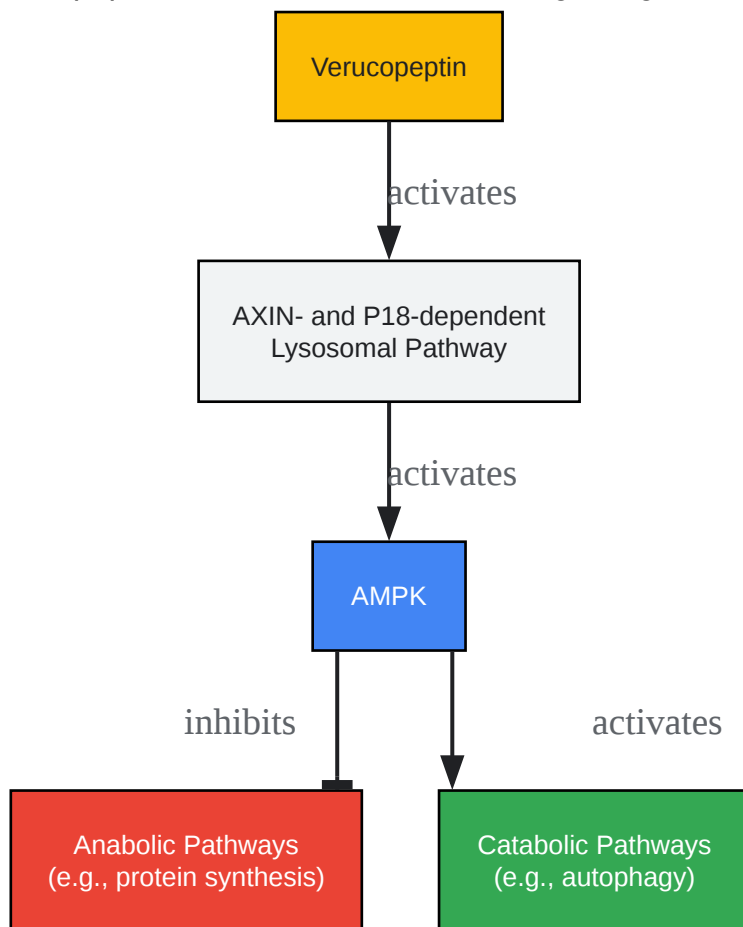 Verucopeptin
activates
AXIN- and P18-dependent
Lysosomal Pathway
activates
AMPK
inhibits
activates
Anabolic Pathways
(e.g., protein synthesis)
Catabolic Pathways
(e.g., autophagy)